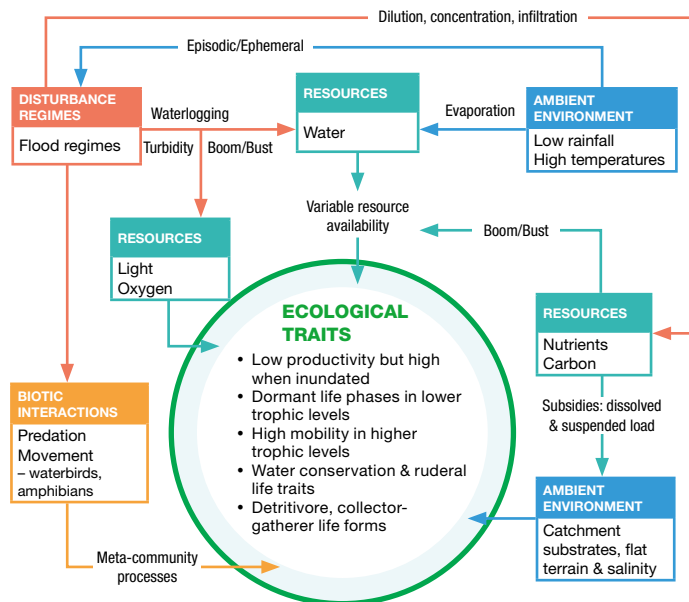 Dilution, concentration, infiltration
Episodic/Ephemeral
DISTURBANCE
REGIMES
Flood regimes
Waterlogging
Turbidity
Boom/Bust
RESOURCES
Water
Evaporation
AMBIENT
ENVIRONMENT
Low rainfall
High temperatures
Variable resource
availability
Boom/Bust
RESOURCES
Light
Oxygen
RESOURCES
Nutrients
Carbon
Subsidies: dissolved
& suspended load
ECOLOGICAL
TRAITS
• Low productivity but high
when inundated
• Dormant life phases in lower
trophic levels
• High mobility in higher
trophic levels
• Water conservation & ruderal
life traits
• Detritivore, collector-
gatherer life forms
BIOTIC
INTERACTIONS
Predation
Movement
– waterbirds,
amphibians
Meta-community
processes
AMBIENT
ENVIRONMENT
Catchment
substrates, flat
terrain & salinity